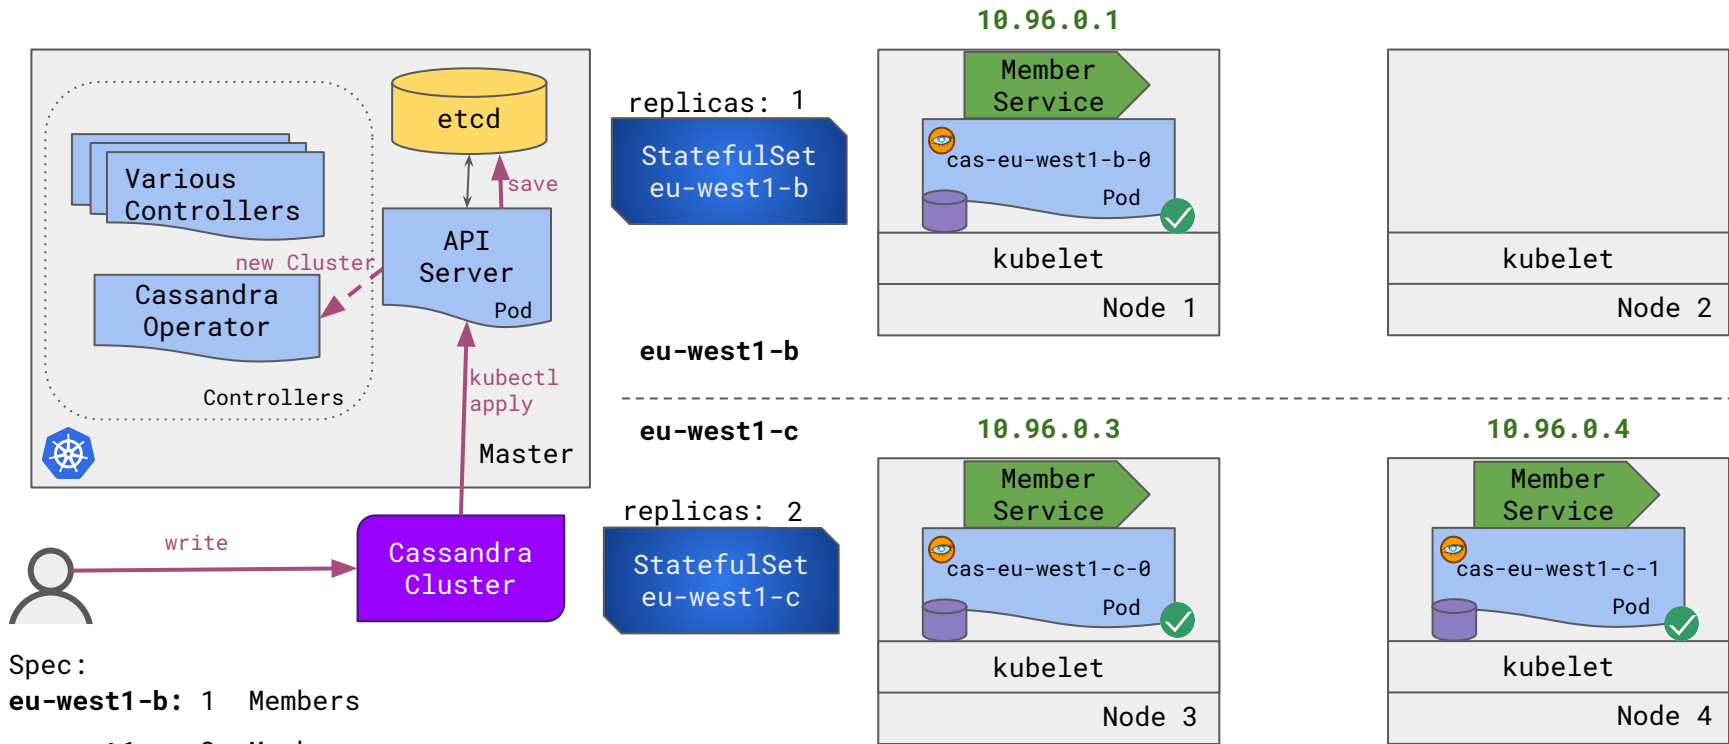 10.96.0.1
etcd
replicas: 1
Member
Service
StatefulSet
eu-west1-b
cas-eu-west1-b-0
Pod
Various
Controllers
save
API
Server
Pod
new Cluster
Cassandra
Operator
kubelet
Node 1
kubelet
Node 2
Controllers
kubectl
apply
Master
eu-west1-b
eu-west1-c
10.96.0.3
10.96.0.4
replicas: 2
Member
Service
Member
Service
write
Cassandra
Cluster
StatefulSet
eu-west1-c
cas-eu-west1-c-0
Pod
cas-eu-west1-c-1
Pod
kubelet
Node 3
kubelet
Node 4
Spec:
eu-west1-b: 1 Members